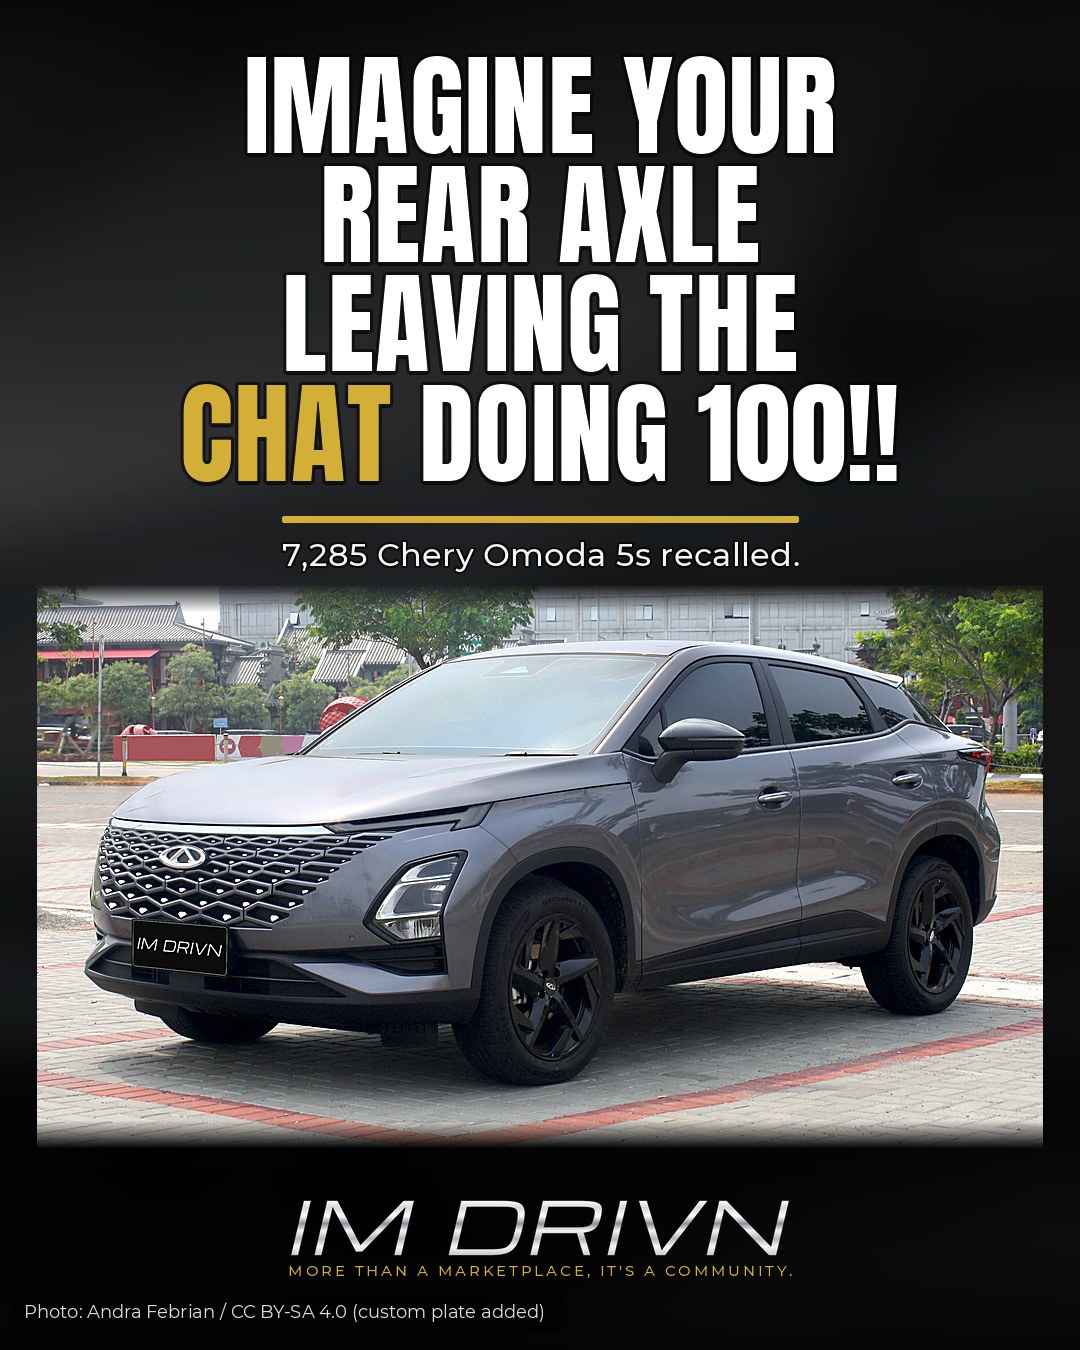 IMAGINE YOUR
REAR AXLE
LEAVING THE
CHAT DOING 100!!
7,285 Chery Omoda 5s recalled.
IM DRIVN
IM DRIVN
MORE THAN A MARKETPLACE, IT'S A COMMUNITY.
Photo: Andra Febrian / CC BY-SA 4.0 (custom plate added)